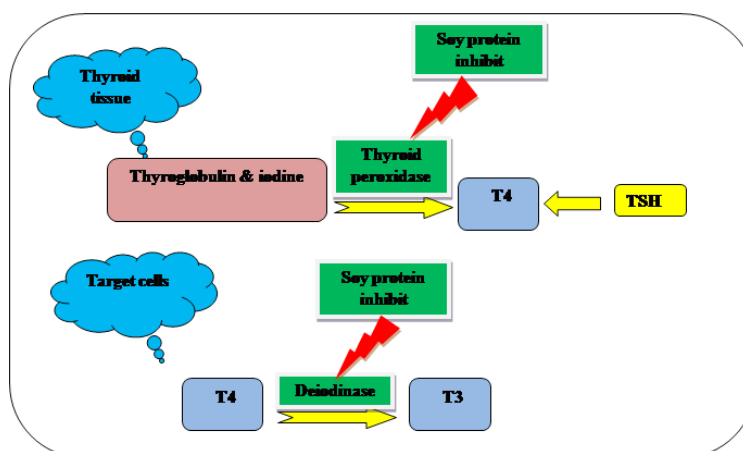 Soy protein
inhibit
Thyroid
tissue
Thyroglobulin & iodine
Thyroid
peroxidase
T4
TSH
Target cells
Soy protein
inhibit
T4
Deiodinase
T3